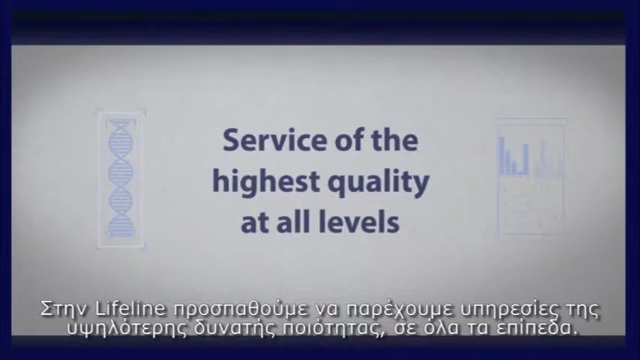 Service of the
highest quality
at all levels
Στην Lifeline προσπαθούμε να παρέχουμε υπηρεσίες της
υψηλότερης δυνατής ποιότητας, σε όλα τα επίπεδα.